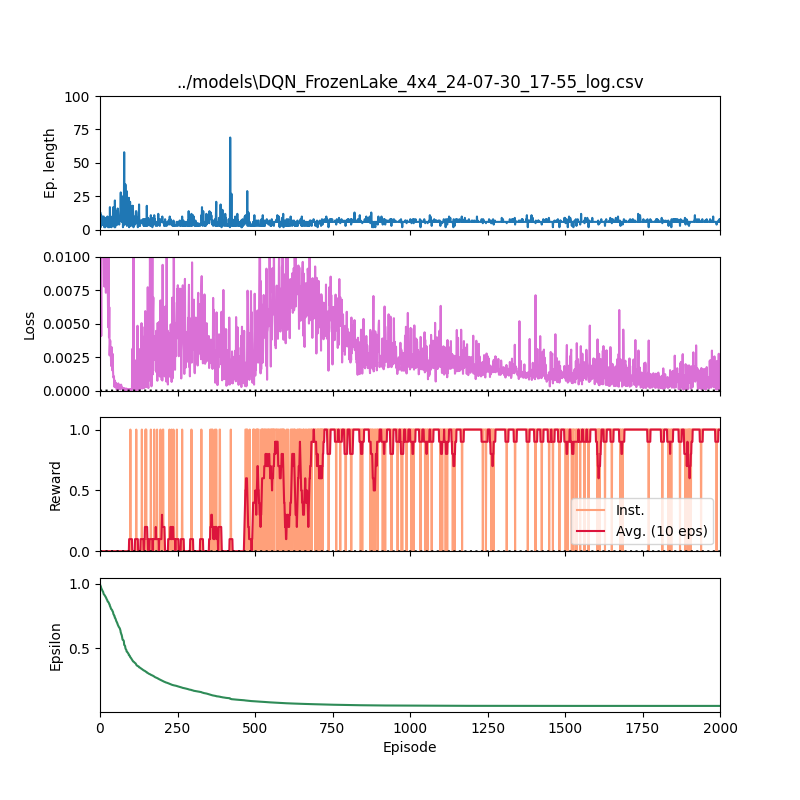 ../models\DQN_FrozenLake_4x4_24-07-30_17-55_log.csv
100
75
50
25
0
Ep. length
0.0100
0.0075
0.0050
0.0025
0.0000
Loss
1.0
0.5
0.0
Reward
Inst.
Avg. (10 eps)
1.0
0.5
Epsilon
0 250 500 750 1000 1250 1500 1750 2000
Episode